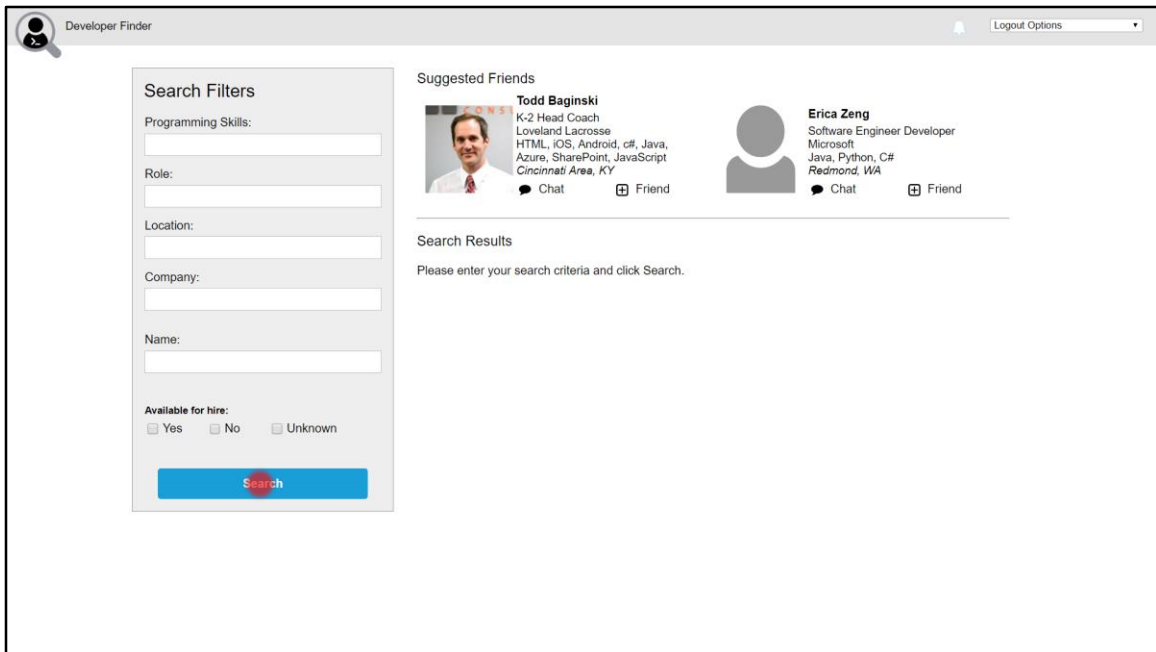 Developer Finder
Logout Options
Search Filters
Programming Skills:
Role:
Location:
Company:
Name:
Available for hire:
Yes No Unknown
Search
Suggested Friends
CONSU
Todd Baginski
K-2 Head Coach
Loveland Lacrosse
HTML, iOS, Android, c#, Java,
Azure, SharePoint, JavaScript
Cincinnati Area, KY
Chat Friend
Erica Zeng
Software Engineer Developer
Microsoft
Java, Python, C#
Redmond, WA
Chat Friend
Search Results
Please enter your search criteria and click Search.